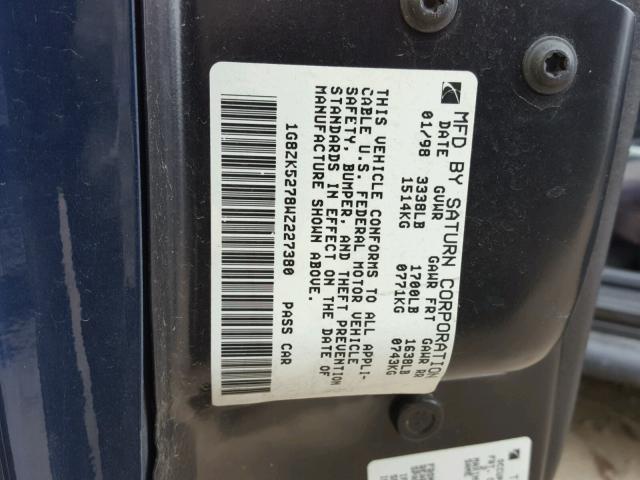 MFD BY SATURN CORPORATION
DATE GVWR GAWR FRT GAWR RR
01/98 3338LB 1700LB 1638LB
1514KG 0771KG 0743KG
THIS VEHICLE CONFORMS TO ALL APPLI-
CABLE U.S. FEDERAL MOTOR VEHICLE
SAFETY, BUMPER, AND THEFT PREVENTION
STANDARDS IN EFFECT ON THE DATE OF
MANUFACTURE SHOWN ABOVE.
1G8ZK5278WZ227380 PASS CAR